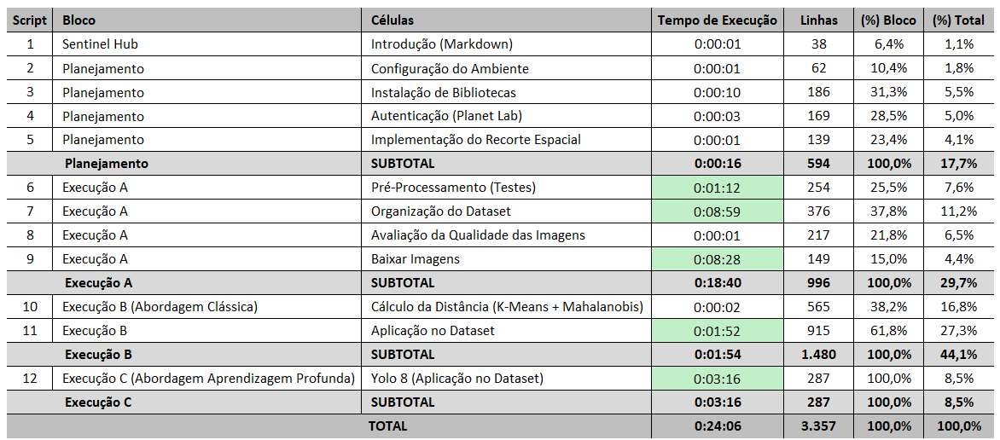 Script Bloco Células Tempo de Execução Linhas (%) Bloco (%) Total
1 Sentinel Hub Introdução (Markdown) 0:00:01 38 6,4% 1,1%
2 Planejamento Configuração do Ambiente 0:00:01 62 10,4% 1,8%
3 Planejamento Instalação de Bibliotecas 0:00:10 186 31,3% 5,5%
4 Planejamento Autenticação (Planet Lab) 0:00:03 169 28,5% 5,0%
5 Planejamento Implementação do Recorte Espacial 0:00:01 139 23,4% 4,1%
Planejamento SUBTOTAL 0:00:16 594 100,0% 17,7%
6 Execução A Pré-Processamento (Testes) 0:01:12 254 25,5% 7,6%
7 Execução A Organização do Dataset 0:08:59 376 37,8% 11,2%
8 Execução A Avaliação da Qualidade das Imagens 0:00:01 217 21,8% 6,5%
9 Execução A Baixar Imagens 0:08:28 149 15,0% 4,4%
Execução A SUBTOTAL 0:18:40 996 100,0% 29,7%
10 Execução B (Abordagem Clássica) Cálculo da Distância (K-Means + Mahalanobis) 0:00:02 565 38,2% 16,8%
11 Execução B Aplicação no Dataset 0:01:52 915 61,8% 27,3%
Execução B SUBTOTAL 0:01:54 1.480 100,0% 44,1%
12 Execução C (Abordagem Aprendizagem Profunda) Yolo 8 (Aplicação no Dataset) 0:03:16 287 100,0% 8,5%
Execução C SUBTOTAL 0:03:16 287 100,0% 8,5%
TOTAL 0:24:06 3.357 100,0% 100,0%